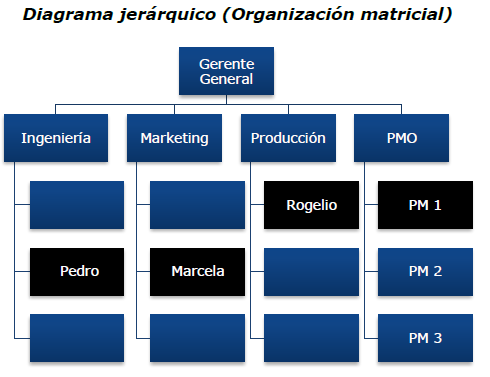 Diagrama jerárquico (Organización matricial)
Gerente
General
Ingeniería
Marketing
Producción
PMO
Rogelio
PM 1
Pedro
Marcela
PM 2
PM 3